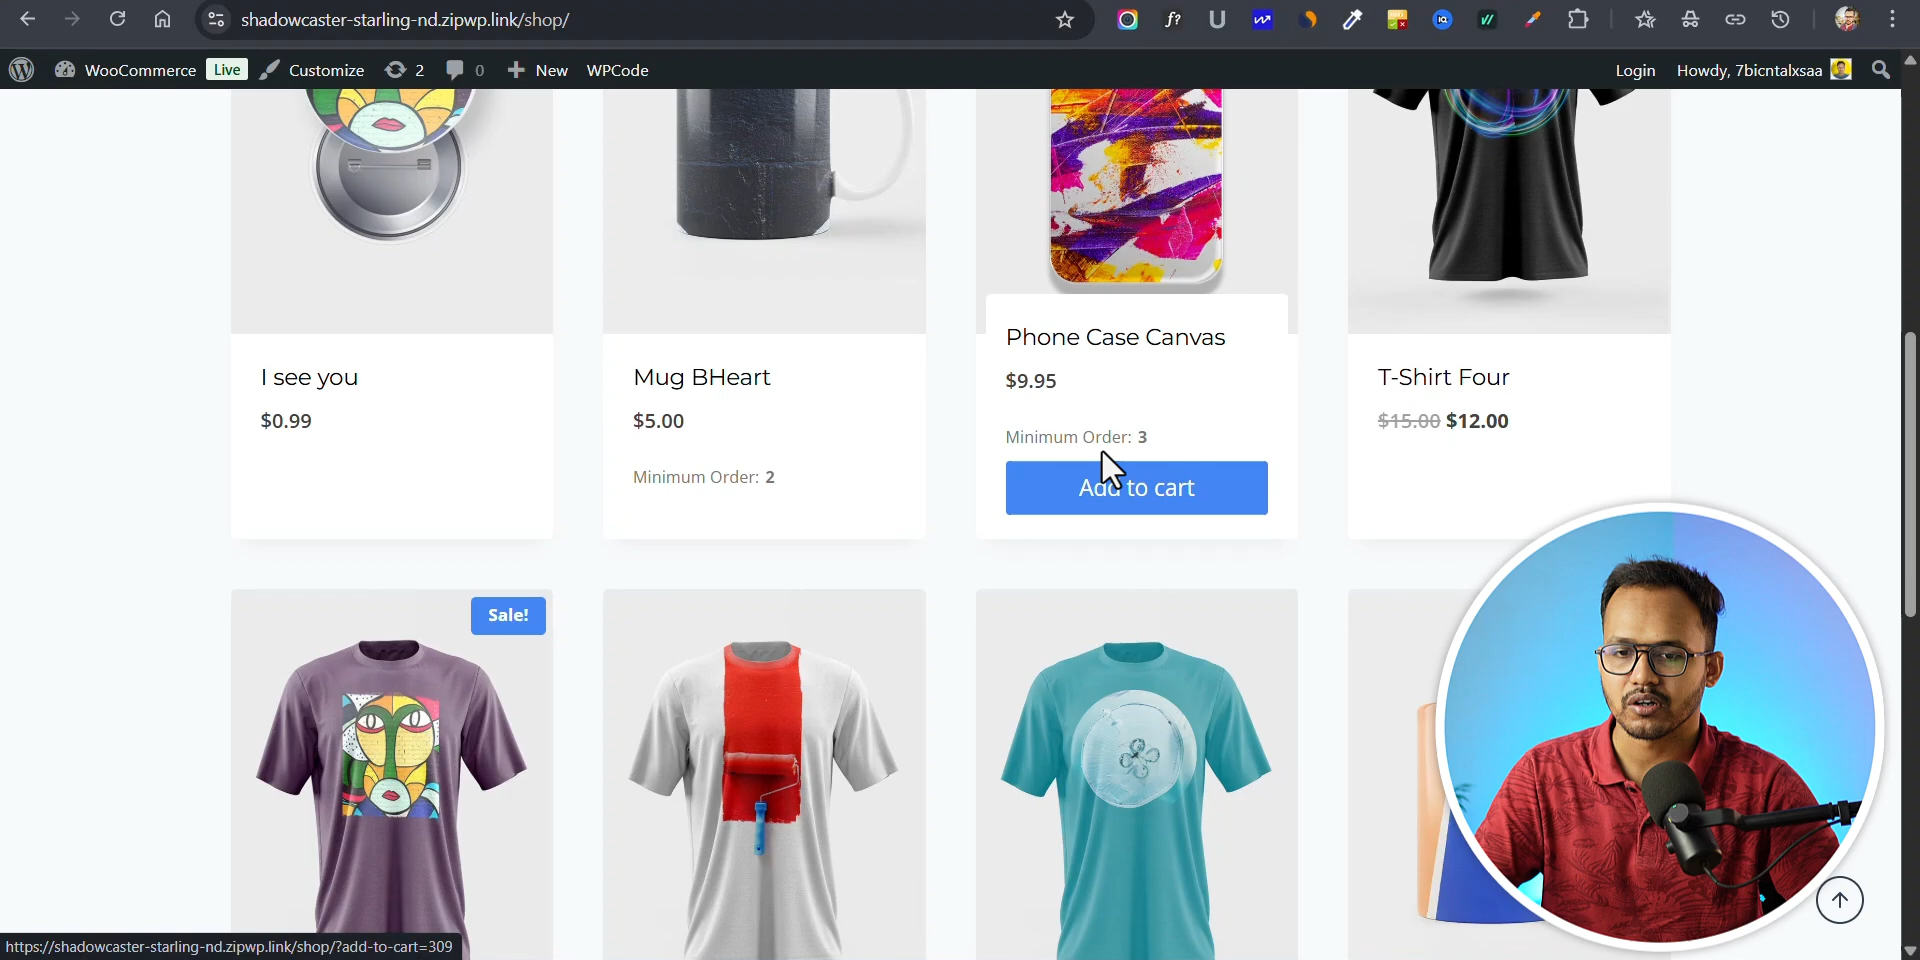 shadowcaster-starling-nd.zipwp.link/shop/
f?
U
IQ
WooCommerce Live Customize 2 0 New WPCode Login Howdy, 7bicntalxsaa
I see you
$0.99
Mug BHeart
$5.00
Minimum Order: 2
Phone Case Canvas
$9.95
Minimum Order: 3
Add to cart
T-Shirt Four
$15.00 $12.00
Sale!
https://shadowcaster-starling-nd.zipwp.link/shop/?add-to-cart=309